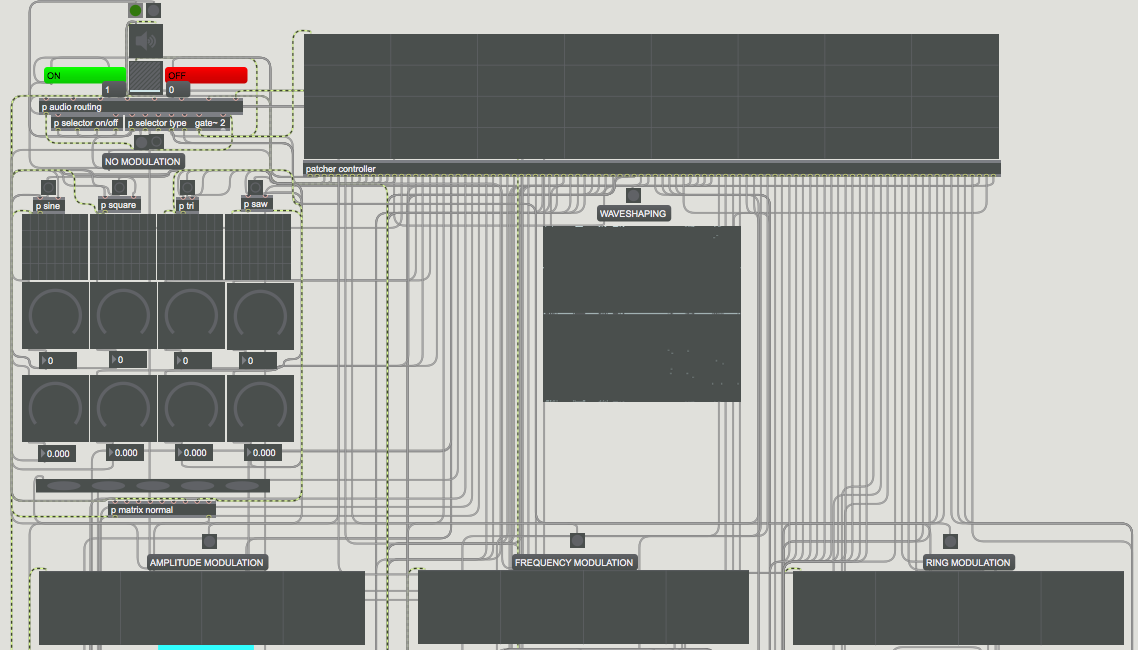 ON
OFF
1
0
p audio routing
p selector on/off
p selector type
gate~ 2
NO MODULATION
patcher controller
p sine
p square
p tri
p saw
WAVESHAPING
0
0
0
0
0.000
0.000
0.000
0.000
p matrix normal
AMPLITUDE MODULATION
FREQUENCY MODULATION
RING MODULATION